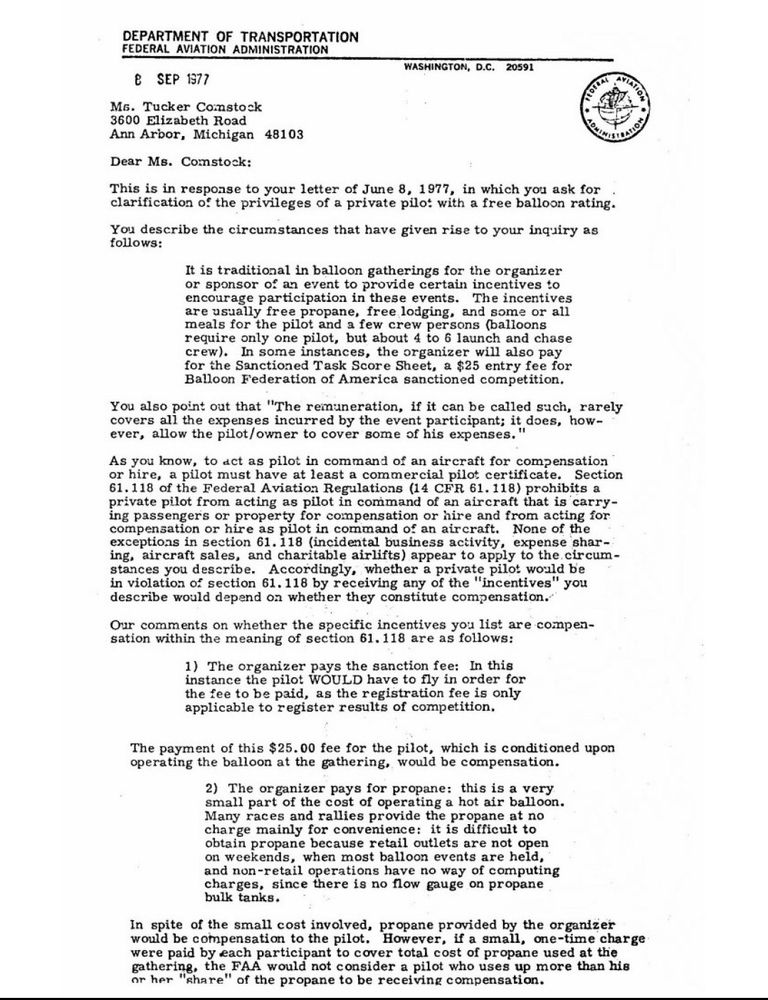 DEPARTMENT OF TRANSPORTATION
FEDERAL AVIATION ADMINISTRATION
WASHINGTON, D.C. 20591
8 SEP 1977
FEDERAL AVIATION ADMINISTRATION
Ms. Tucker Comstock
3600 Elizabeth Road
Ann Arbor, Michigan 48103
Dear Ms. Comstock:
This is in response to your letter of June 8, 1977, in which you ask for
clarification of the privileges of a private pilot with a free balloon rating.
You describe the circumstances that have given rise to your inquiry as
follows:
It is traditional in balloon gatherings for the organizer
or sponsor of an event to provide certain incentives to
encourage participation in these events. The incentives
are usually free propane, free lodging, and some or all
meals for the pilot and a few crew persons (balloons
require only one pilot, but about 4 to 6 launch and chase
crew). In some instances, the organizer will also pay
for the Sanctioned Task Score Sheet, a $25 entry fee for
Balloon Federation of America sanctioned competition.
You also point out that "The remuneration, if it can be called such, rarely
covers all the expenses incurred by the event participant; it does, how-
ever, allow the pilot/owner to cover some of his expenses."
As you know, to act as pilot in command of an aircraft for compensation
or hire, a pilot must have at least a commercial pilot certificate. Section
61.118 of the Federal Aviation Regulations (14 CFR 61.118) prohibits a
private pilot from acting as pilot in command of an aircraft that is carry-
ing passengers or property for compensation or hire and from acting for
compensation or hire as pilot in command of an aircraft. None of the
exceptions in section 61.118 (incidental business activity, expense shar-
ing, aircraft sales, and charitable airlifts) appear to apply to the circum-
stances you describe. Accordingly, whether a private pilot would be
in violation of section 61.118 by receiving any of the "incentives" you
describe would depend on whether they constitute compensation.
Our comments on whether the specific incentives you list are compen-
sation within the meaning of section 61.118 are as follows:
1) The organizer pays the sanction fee: In this
instance the pilot WOULD have to fly in order for
the fee to be paid, as the registration fee is only
applicable to register results of competition.
The payment of this $25.00 fee for the pilot, which is conditioned upon
operating the balloon at the gathering, would be compensation.
2) The organizer pays for propane: this is a very
small part of the cost of operating a hot air balloon.
Many races and rallies provide the propane at no
charge mainly for convenience: it is difficult to
obtain propane because retail outlets are not open
on weekends, when most balloon events are held,
and non-retail operations have no way of computing
charges, since there is no flow gauge on propane
bulk tanks.
In spite of the small cost involved, propane provided by the organizer
would be compensation to the pilot. However, if a small, one-time charge
were paid by each participant to cover total cost of propane used at the
gathering, the FAA would not consider a pilot who uses up more than his
or her "share" of the propane to be receiving compensation.